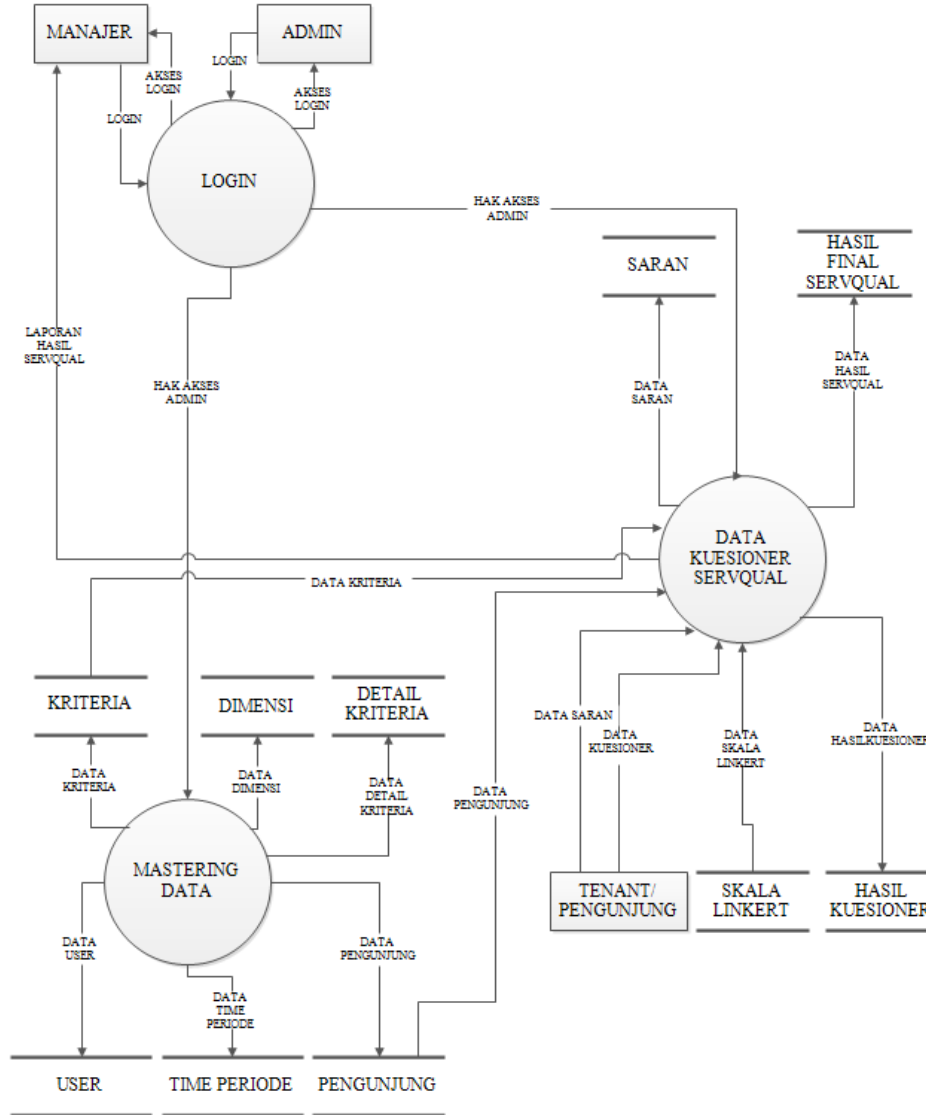 MANAJER
ADMIN
LOGIN
AKSES
LOGIN
AKSES
LOGIN
LOGIN
LOGIN
HAK AKSES
ADMIN
SARAN
HASIL
FINAL
SERVQUAL
LAPORAN
HASIL
SERVQUAL
HAK AKSES
ADMIN
DATA
SARAN
DATA
HASIL
SERVQUAL
DATA
KUESIONER
SERVQUAL
DATA KRITERIA
KRITERIA
DIMENSI
DETAIL
KRITERIA
DATA SARAN
DATA
KUESIONER
DATA
SKALA
LINKERT
DATA
HASILKUESIONER
DATA
KRITERIA
DATA
DIMENSI
DATA
DETAIL
KRITERIA
DATA
PENGUNJUNG
MASTERING
DATA
TENANT/
PENGUNJUNG
SKALA
LINKERT
HASIL
KUESIONER
DATA
USER
DATA
PENGUNJUNG
DATA
TIME
PERIODE
USER
TIME PERIODE
PENGUNJUNG